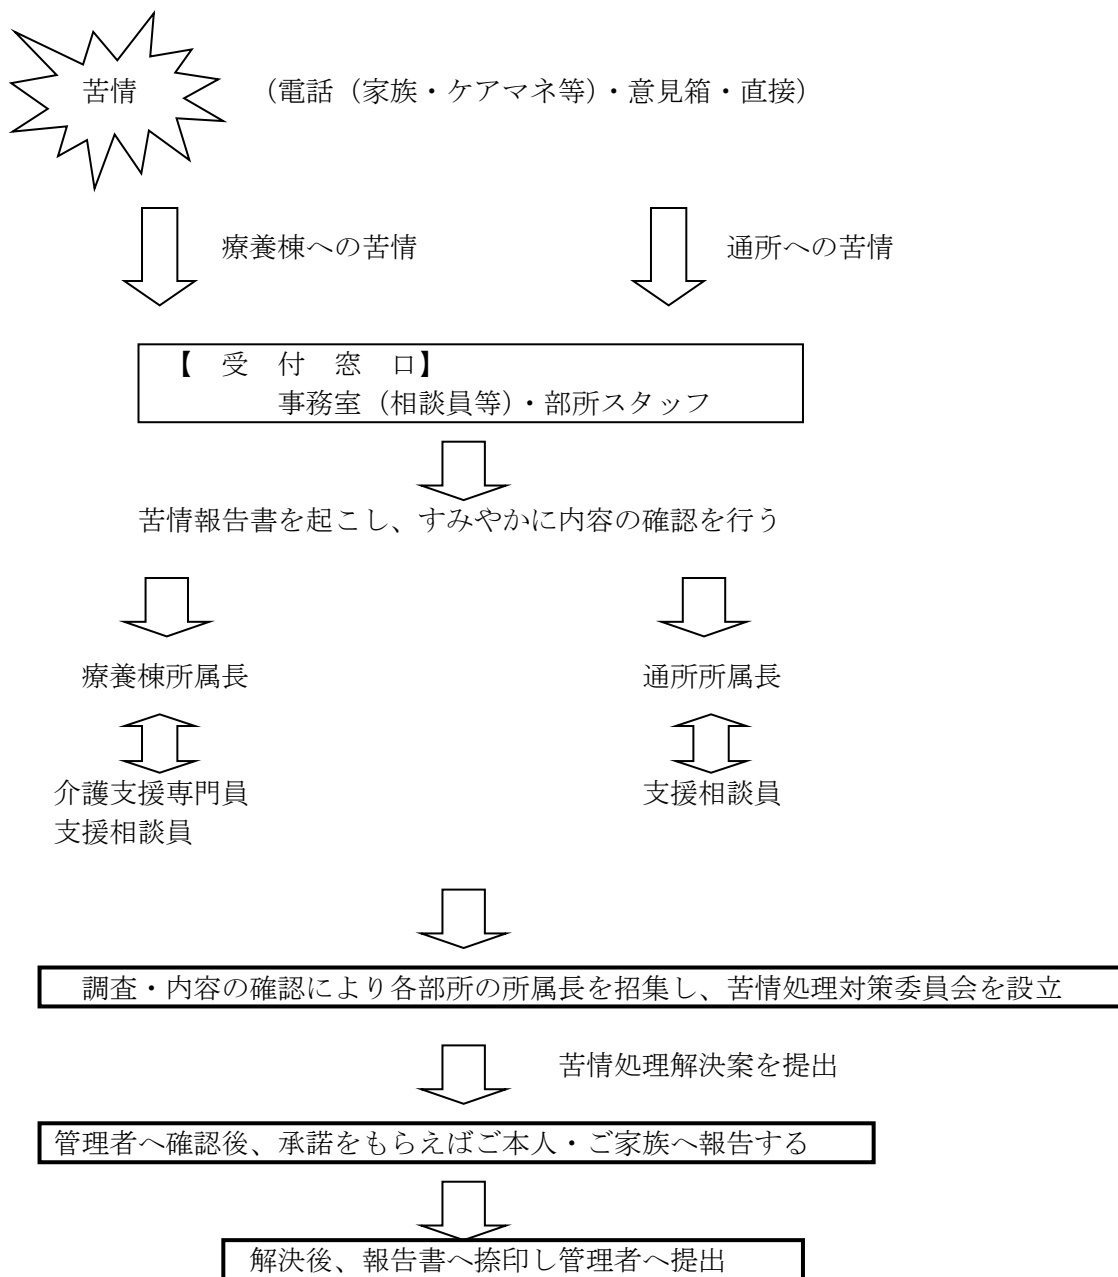 苦情
（電話（家族・ケアマネ等）・意見箱・直接）
療養棟への苦情
通所への苦情
【　受　付　窓　口】
事務室（相談員等）・部所スタッフ
苦情報告書を起こし、すみやかに内容の確認を行う
療養棟所属長
通所所属長
介護支援専門員
支援相談員
支援相談員
調査・内容の確認により各部所の所属長を招集し、苦情処理対策委員会を設立
苦情処理解決案を提出
管理者へ確認後、承諾をもらえばご本人・ご家族へ報告する
解決後、報告書へ捺印し管理者へ提出